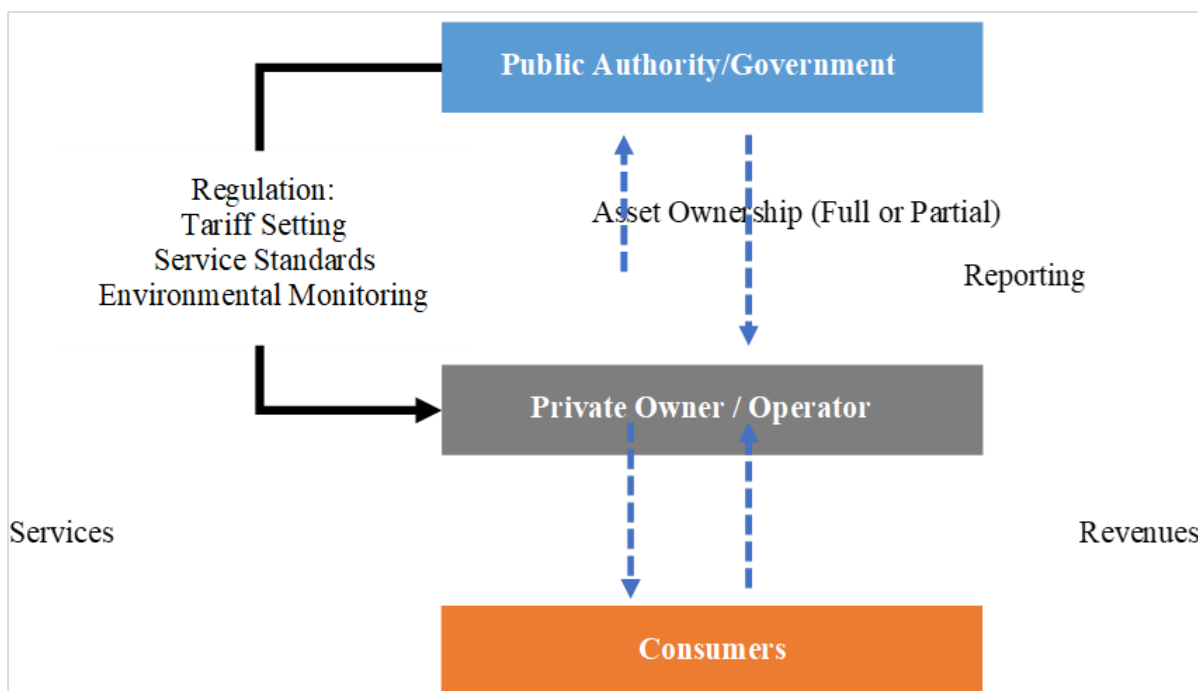 Public Authority/Government
Regulation:
Tariff Setting
Service Standards
Environmental Monitoring
Asset Ownership (Full or Partial)
Reporting
Private Owner / Operator
Services
Revenues
Consumers